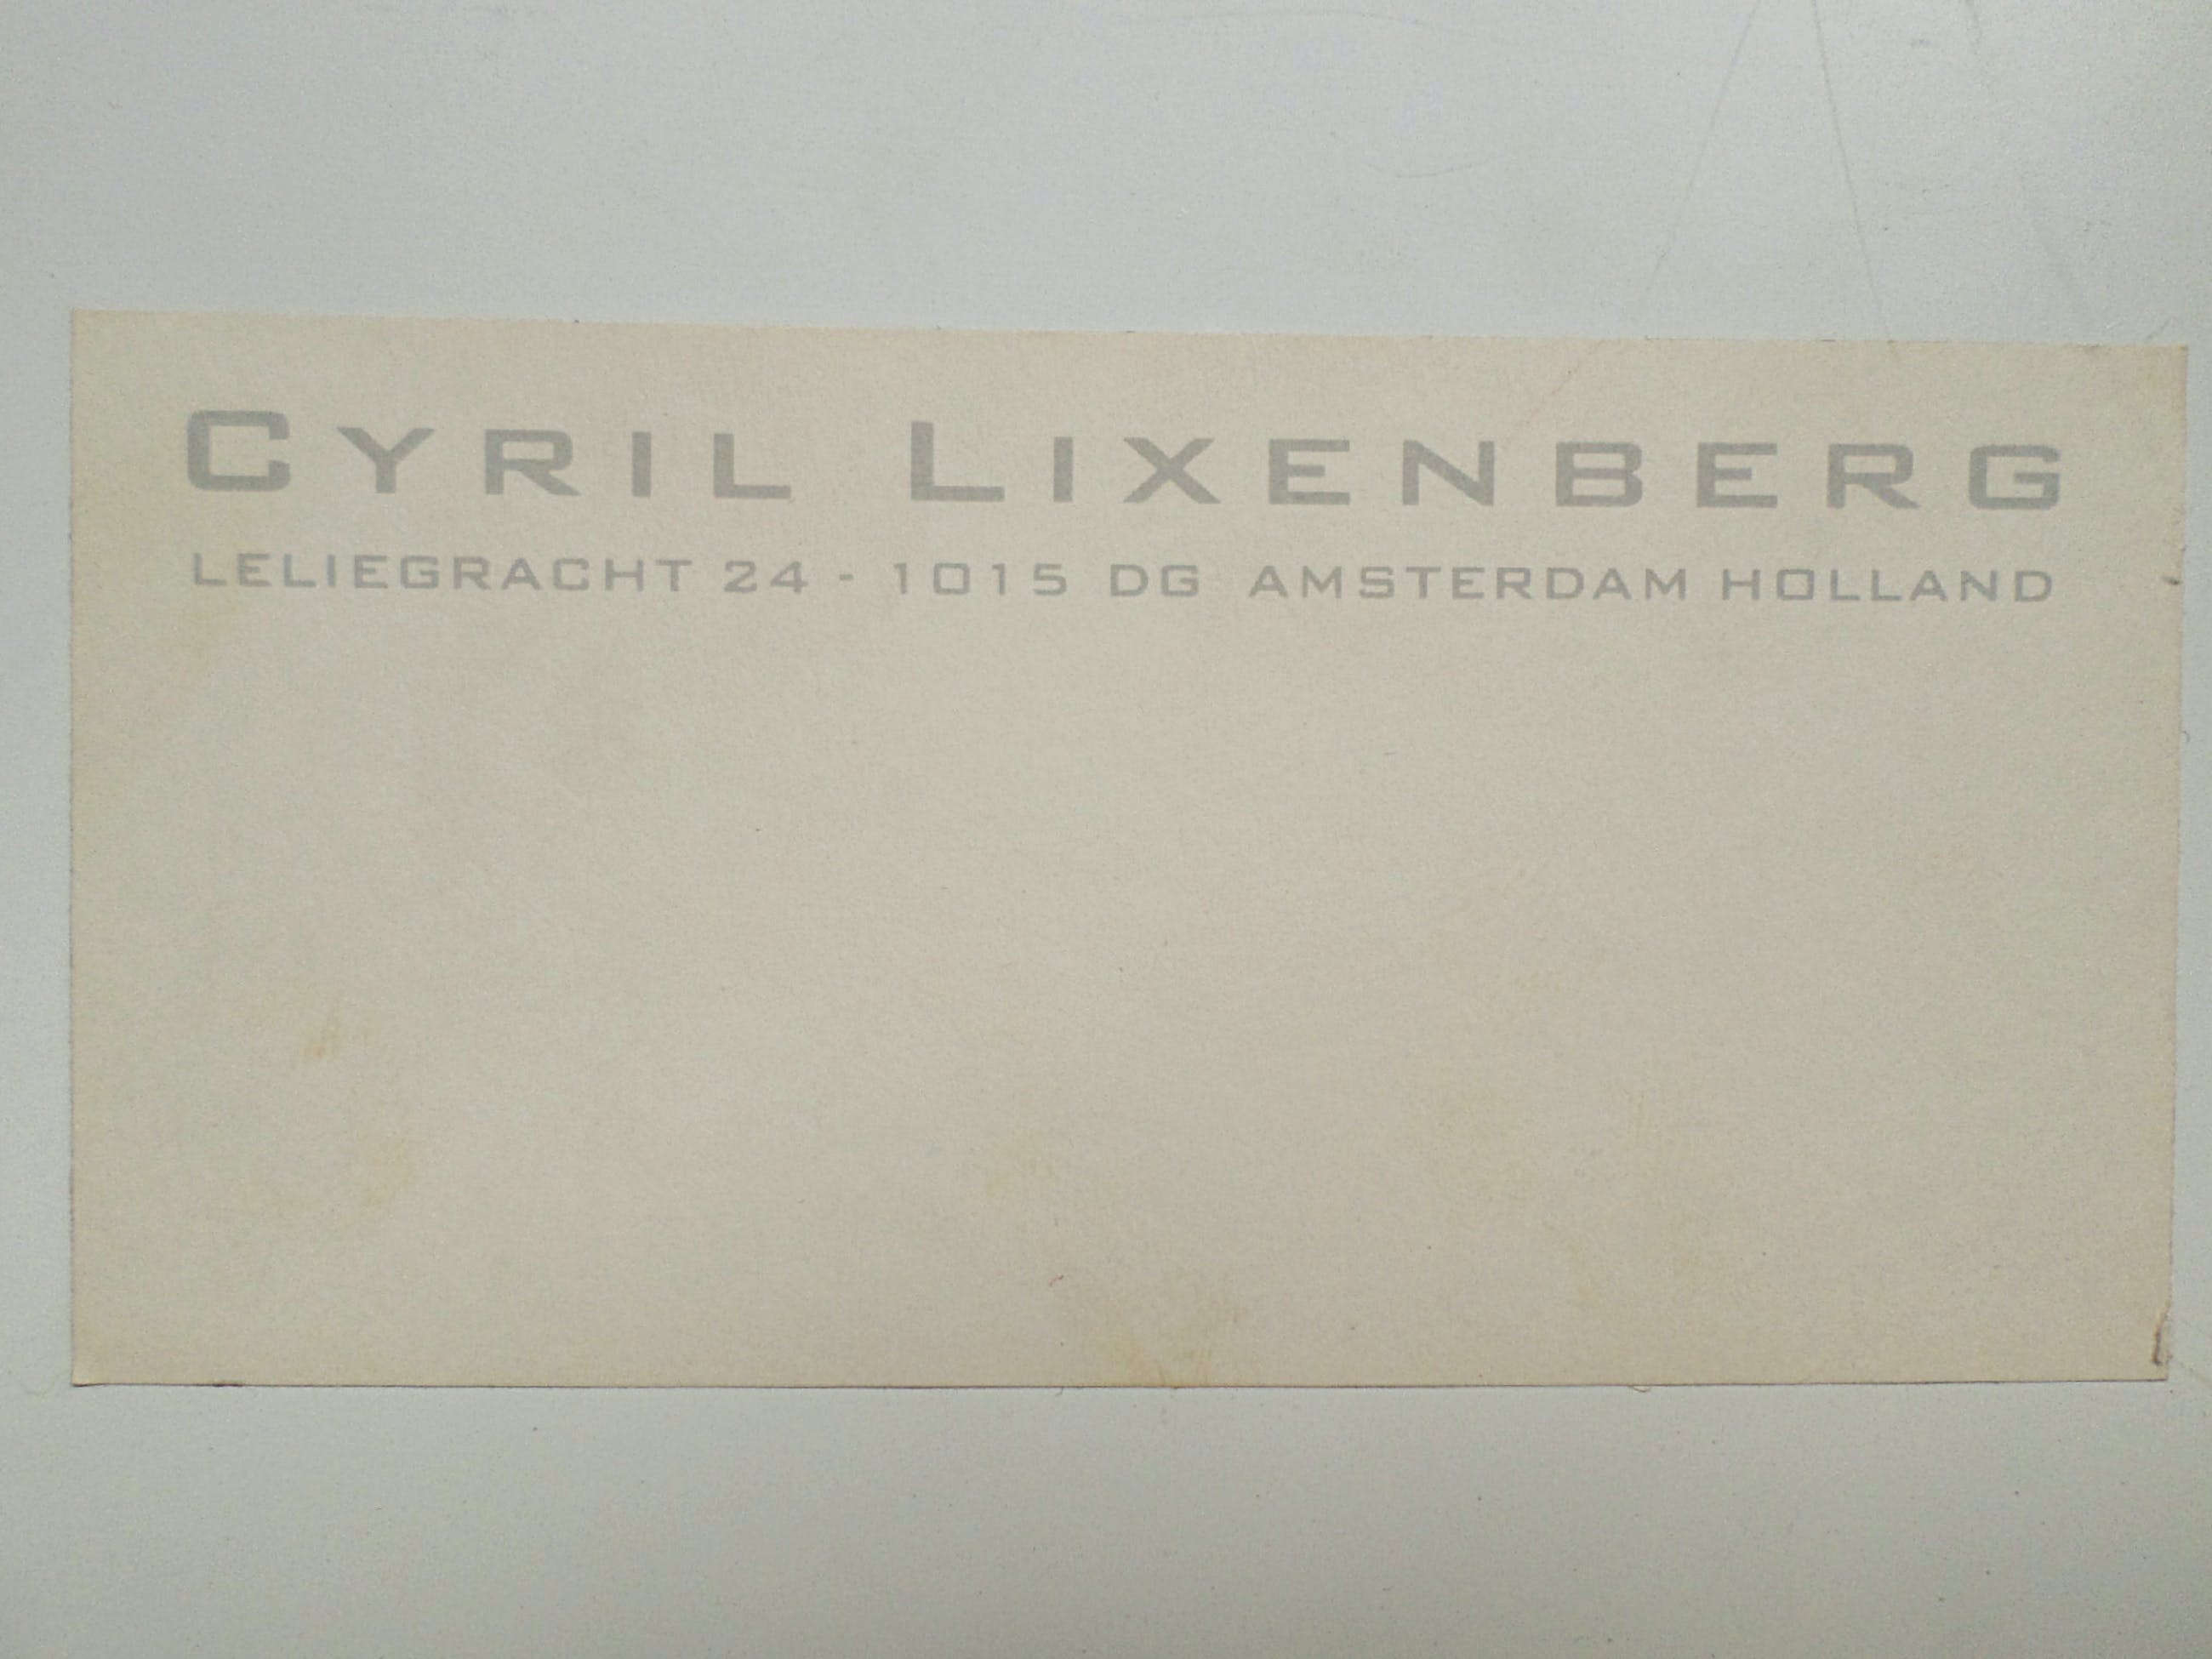 CYRIL LIXENBERG
LELIEGRACHT 24 - 1015 DG AMSTERDAM HOLLAND